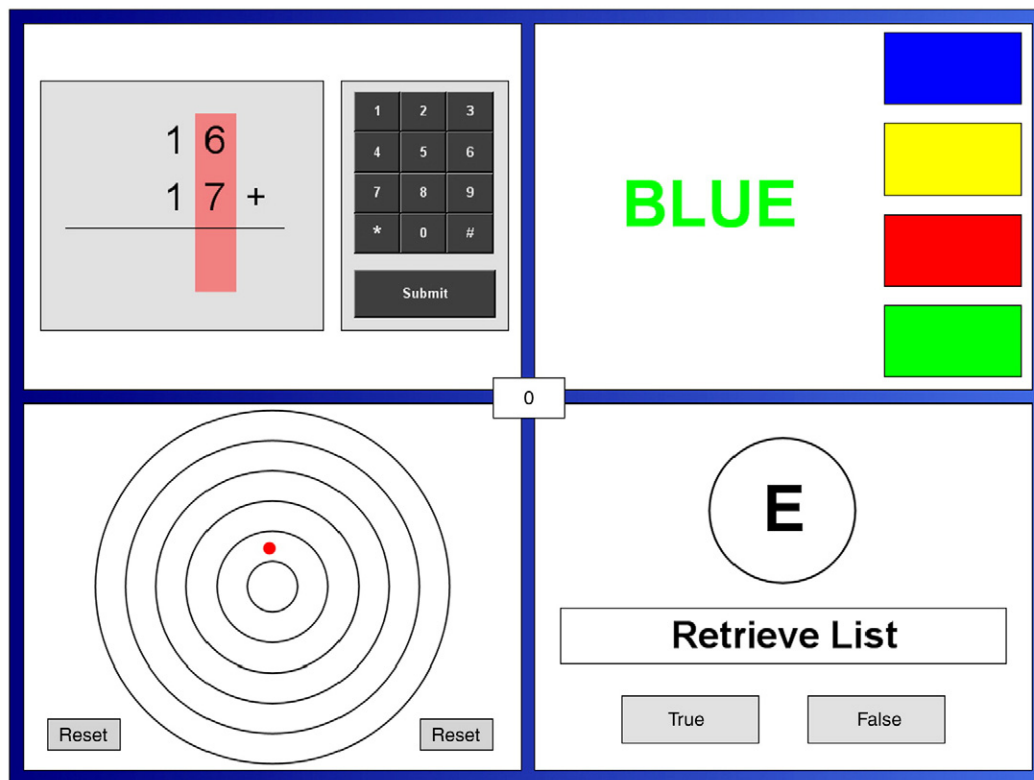 1 6
1 7 +
1 2 3
4 5 6
7 8 9
* 0 #
Submit
BLUE
0
Reset
Reset
E
Retrieve List
True False